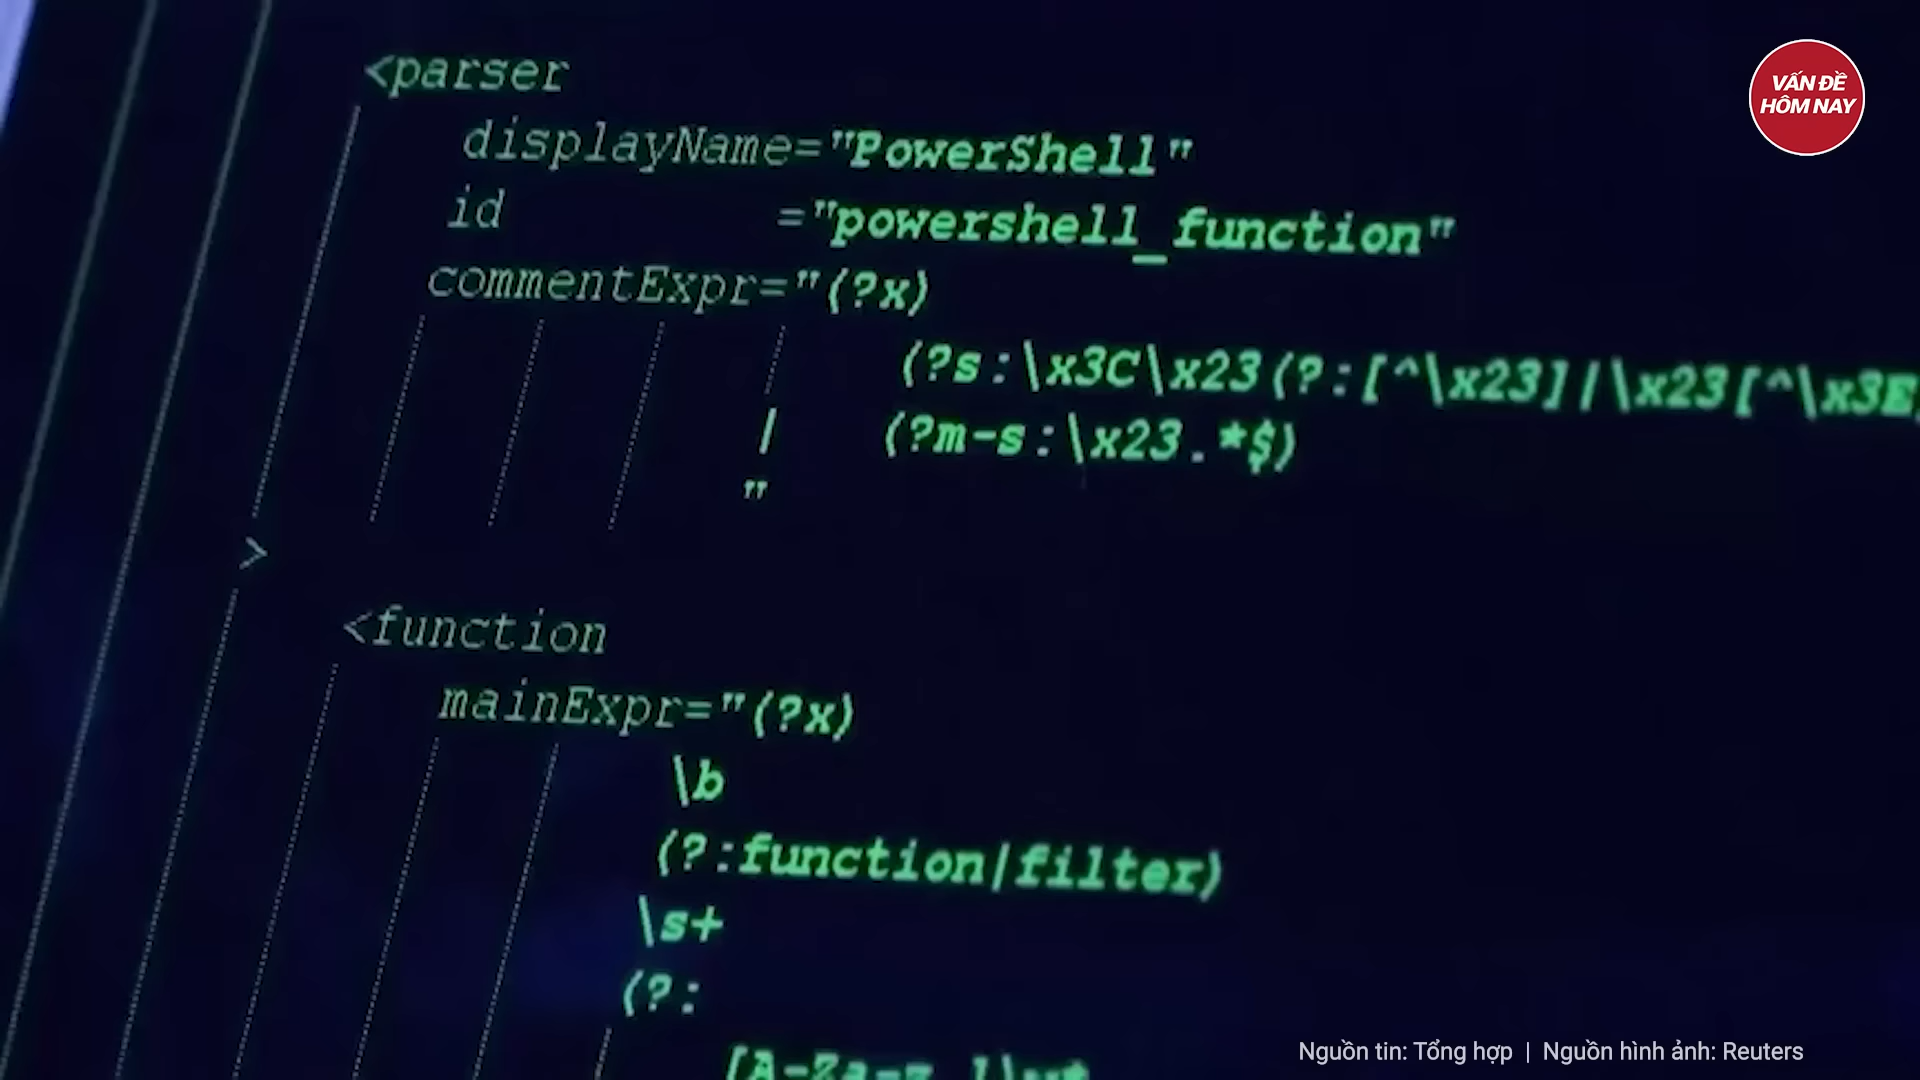 <parser
displayName="PowerShell"
id ="powershell_function"
commentExpr="(?x)
(?s:\x3C\x23(?:[^\x23]|\x23[^\x3E]
| (?m-s:\x23.*$)
"
>
<function
mainExpr="(?x)
\b
(?:function|filter)
\s+
(?:
VẤN ĐỀ
HÔM NAY
Nguồn tin: Tổng hợp | Nguồn hình ảnh: Reuters